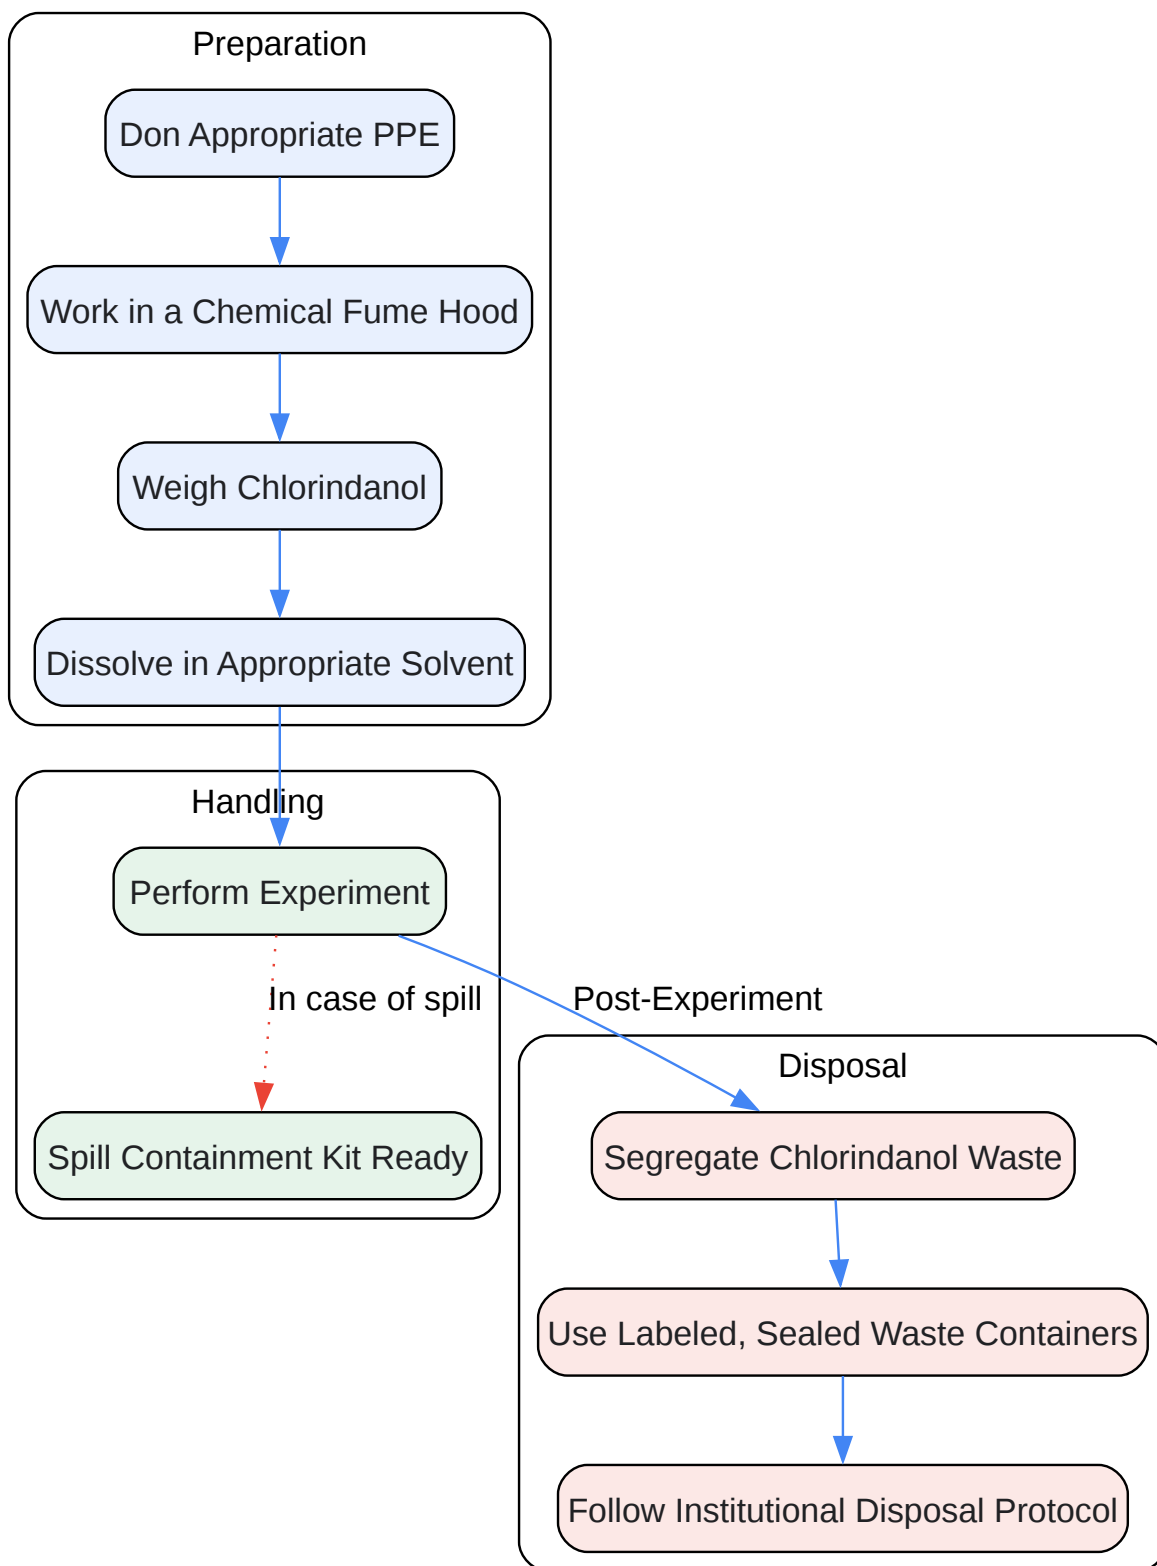 Preparation
Don Appropriate PPE
Work in a Chemical Fume Hood
Weigh Chlorindanol
Dissolve in Appropriate Solvent
Handling
Perform Experiment
In case of spill
Post-Experiment
Spill Containment Kit Ready
Disposal
Segregate Chlorindanol Waste
Use Labeled, Sealed Waste Containers
Follow Institutional Disposal Protocol